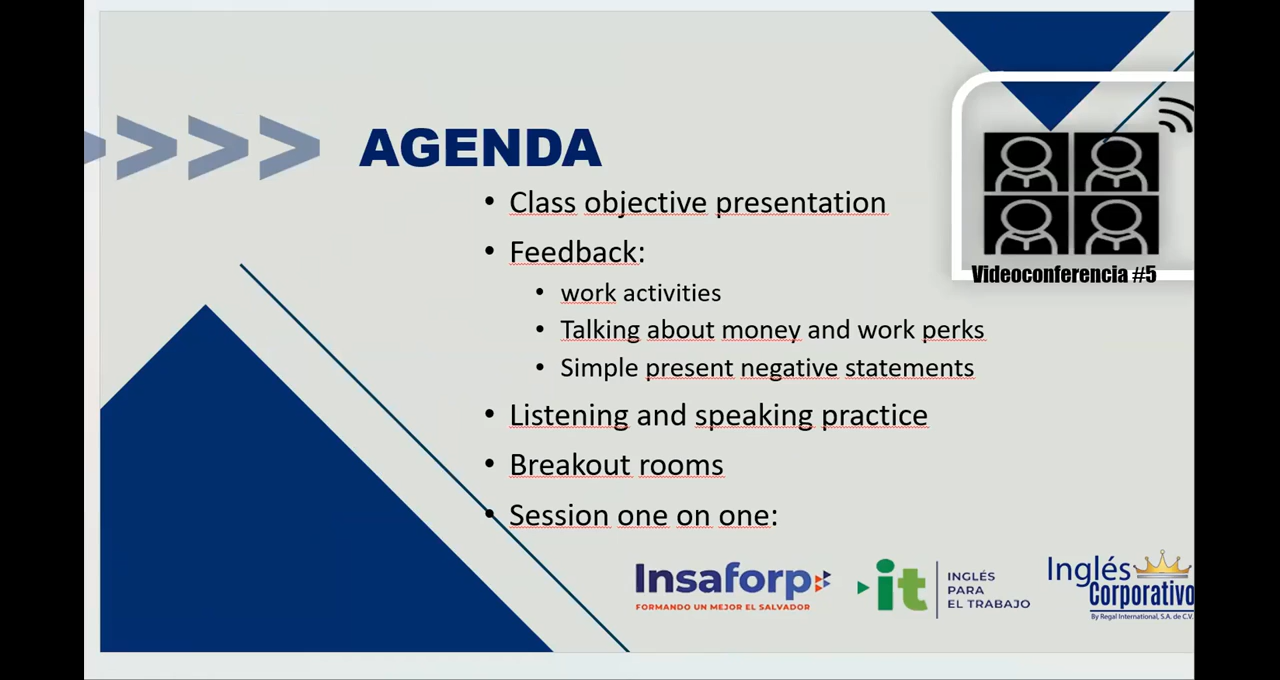 AGENDA
• Class objective presentation
• Feedback:
• work activities
• Talking about money and work perks
• Simple present negative statements
• Listening and speaking practice
• Breakout rooms
• Session one on one:
Videoconferencia #5
Insaforp
FORMANDO UN MEJOR EL SALVADOR
it
INGLÉS
PARA
EL TRABAJO
Inglés
Corporativo
By Regal International, S.A. de C.V.